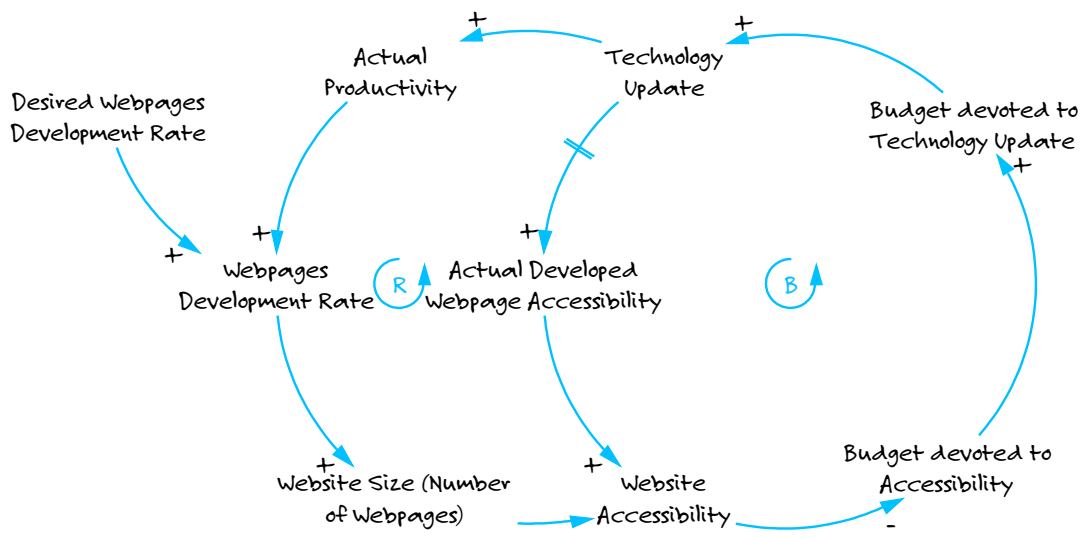 Actual
Productivity
Technology
Update
Desired Webpages
Development Rate
Budget devoted to
Technology Update
Webpages
Development Rate
R
Actual Developed
Webpage Accessibility
B
Website Size (Number
of Webpages)
Website
Accessibility
Budget devoted to
Accessibility
+
+
+
+
+
+
+
+
-